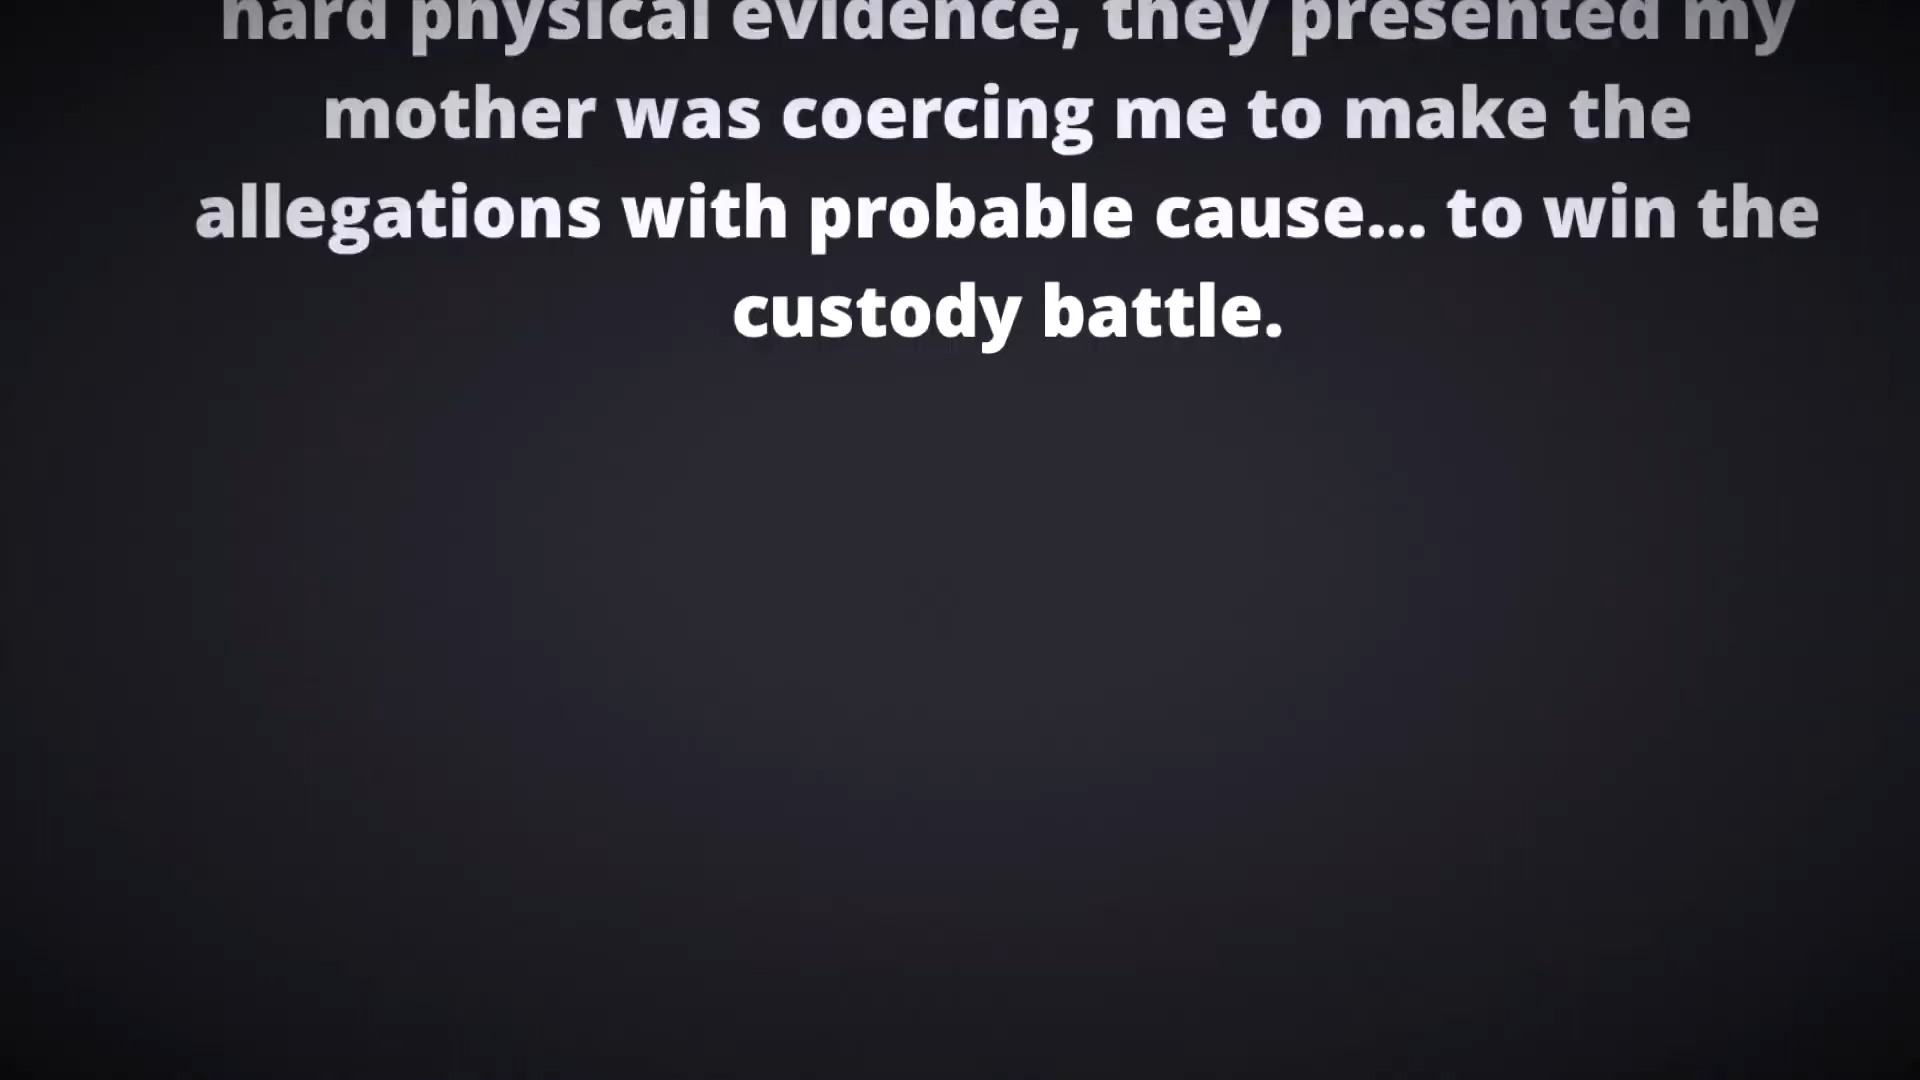 hard physical evidence, they presented my
mother was coercing me to make the
allegations with probable cause... to win the
custody battle.